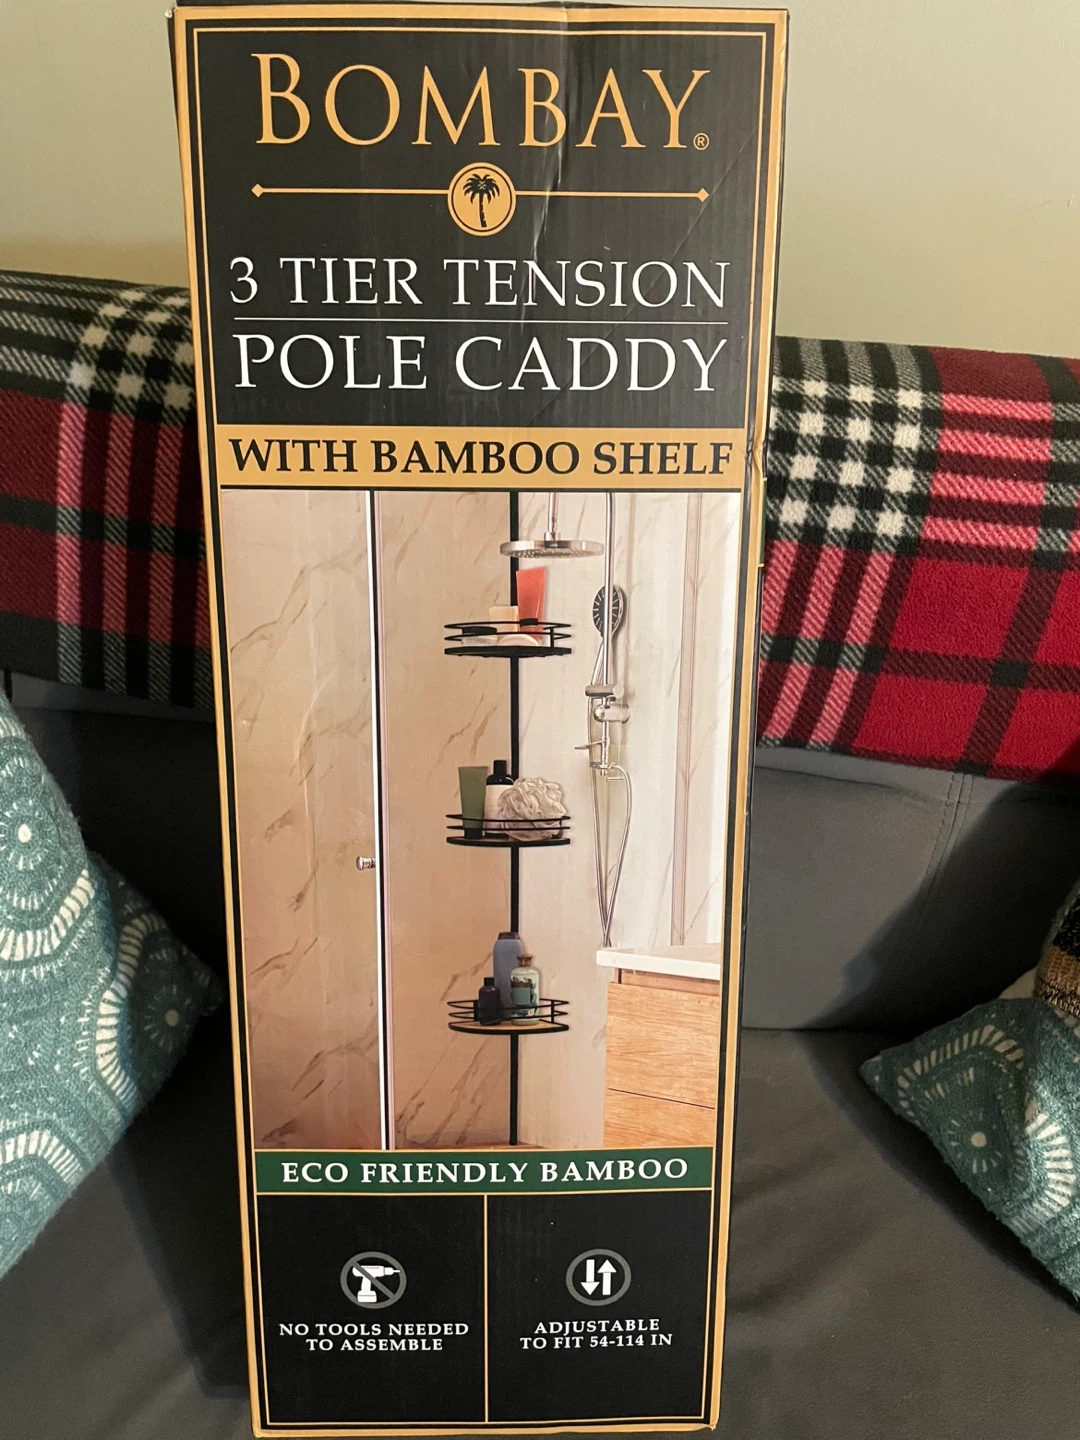 BOMBAY®
3 TIER TENSION
POLE CADDY
WITH BAMBOO SHELF
ECO FRIENDLY BAMBOO
NO TOOLS NEEDED
TO ASSEMBLE
ADJUSTABLE
TO FIT 54-114 IN